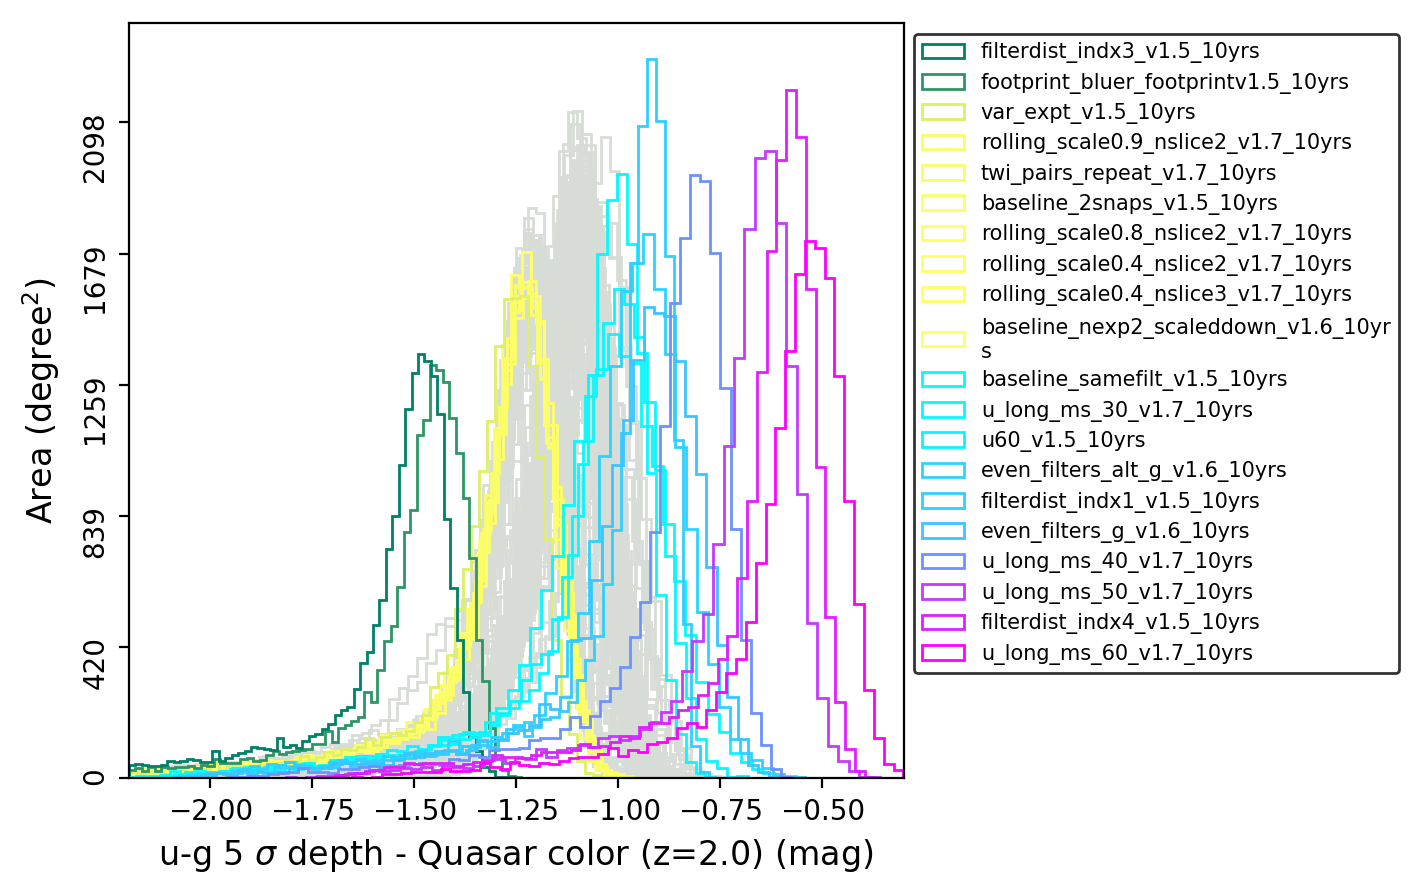 2098
1679
1259
839
420
0
Area (degree²)
−2.00
−1.75
−1.50
−1.25
−1.00
−0.75
−0.50
u-g 5 σ depth - Quasar color (z=2.0) (mag)
filterdist_indx3_v1.5_10yrs
footprint_bluer_footprintv1.5_10yrs
var_expt_v1.5_10yrs
rolling_scale0.9_nslice2_v1.7_10yrs
twi_pairs_repeat_v1.7_10yrs
baseline_2snaps_v1.5_10yrs
rolling_scale0.8_nslice2_v1.7_10yrs
rolling_scale0.4_nslice2_v1.7_10yrs
rolling_scale0.4_nslice3_v1.7_10yrs
baseline_nexp2_scaleddown_v1.6_10yr
s
baseline_samefilt_v1.5_10yrs
u_long_ms_30_v1.7_10yrs
u60_v1.5_10yrs
even_filters_alt_g_v1.6_10yrs
filterdist_indx1_v1.5_10yrs
even_filters_g_v1.6_10yrs
u_long_ms_40_v1.7_10yrs
u_long_ms_50_v1.7_10yrs
filterdist_indx4_v1.5_10yrs
u_long_ms_60_v1.7_10yrs